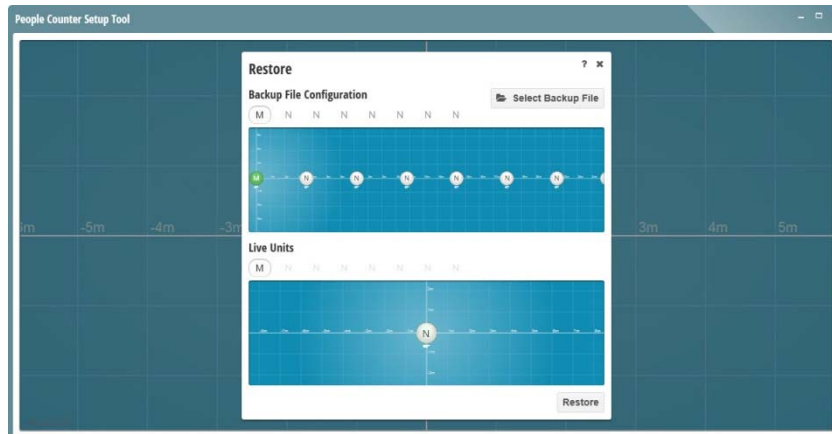 People Counter Setup Tool
Restore
? ×
Backup File Configuration
Select Backup File
M N N N N N N N
M N N N N N N
-5m -4m -3m 3m 4m 5m
Live Units
M N N N N N N N
N
Restore